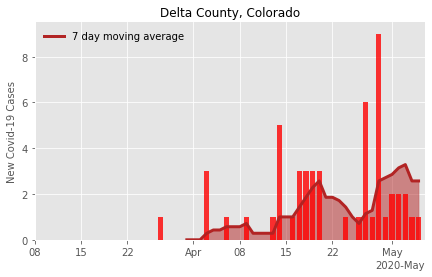 Delta County, Colorado
7 day moving average
New Covid-19 Cases
8
6
4
2
0
08 15 22 Apr 08 15 22 May
2020-May